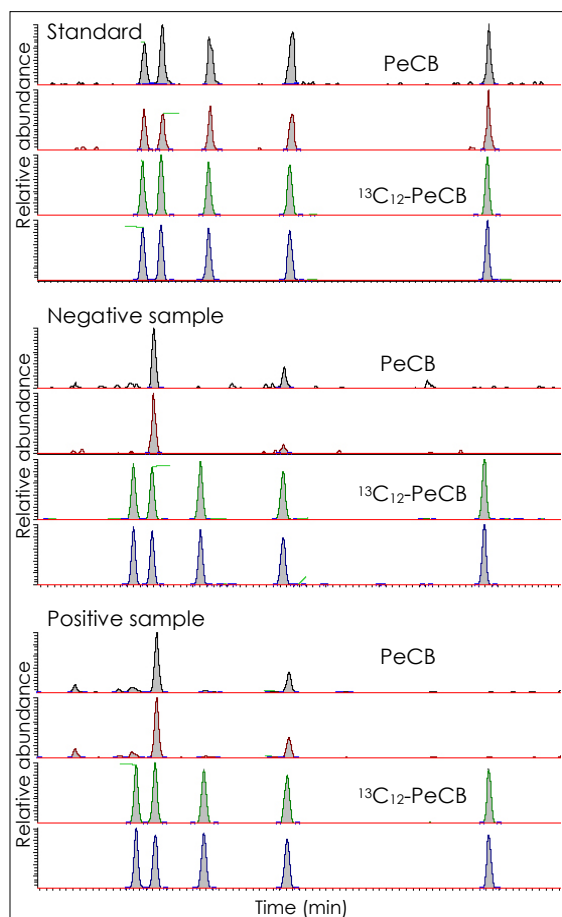 Standard
PeCB
Relative abundance
¹³C₁₂-PeCB
Negative sample
PeCB
Relative abundance
¹³C₁₂-PeCB
Positive sample
PeCB
Relative abundance
¹³C₁₂-PeCB
Time (min)